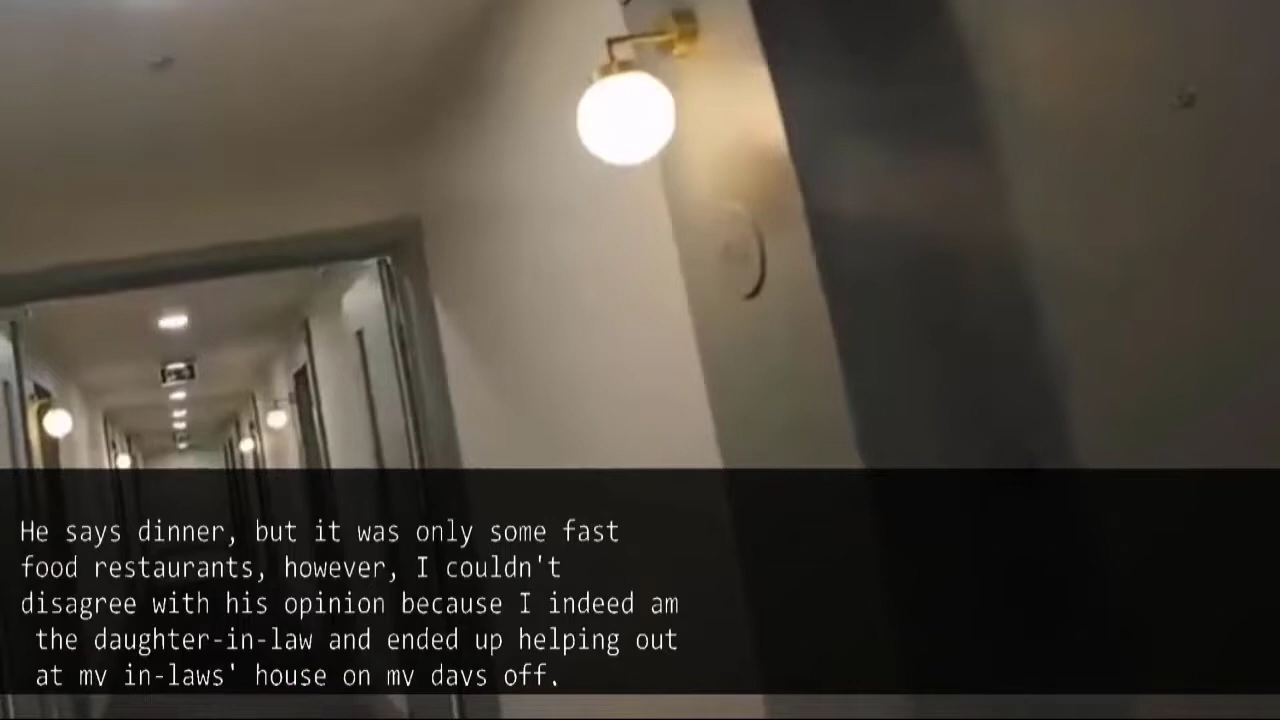 He says dinner, but it was only some fast
food restaurants, however, I couldn't
disagree with his opinion because I indeed am
the daughter-in-law and ended up helping out
at my in-laws' house on my days off.